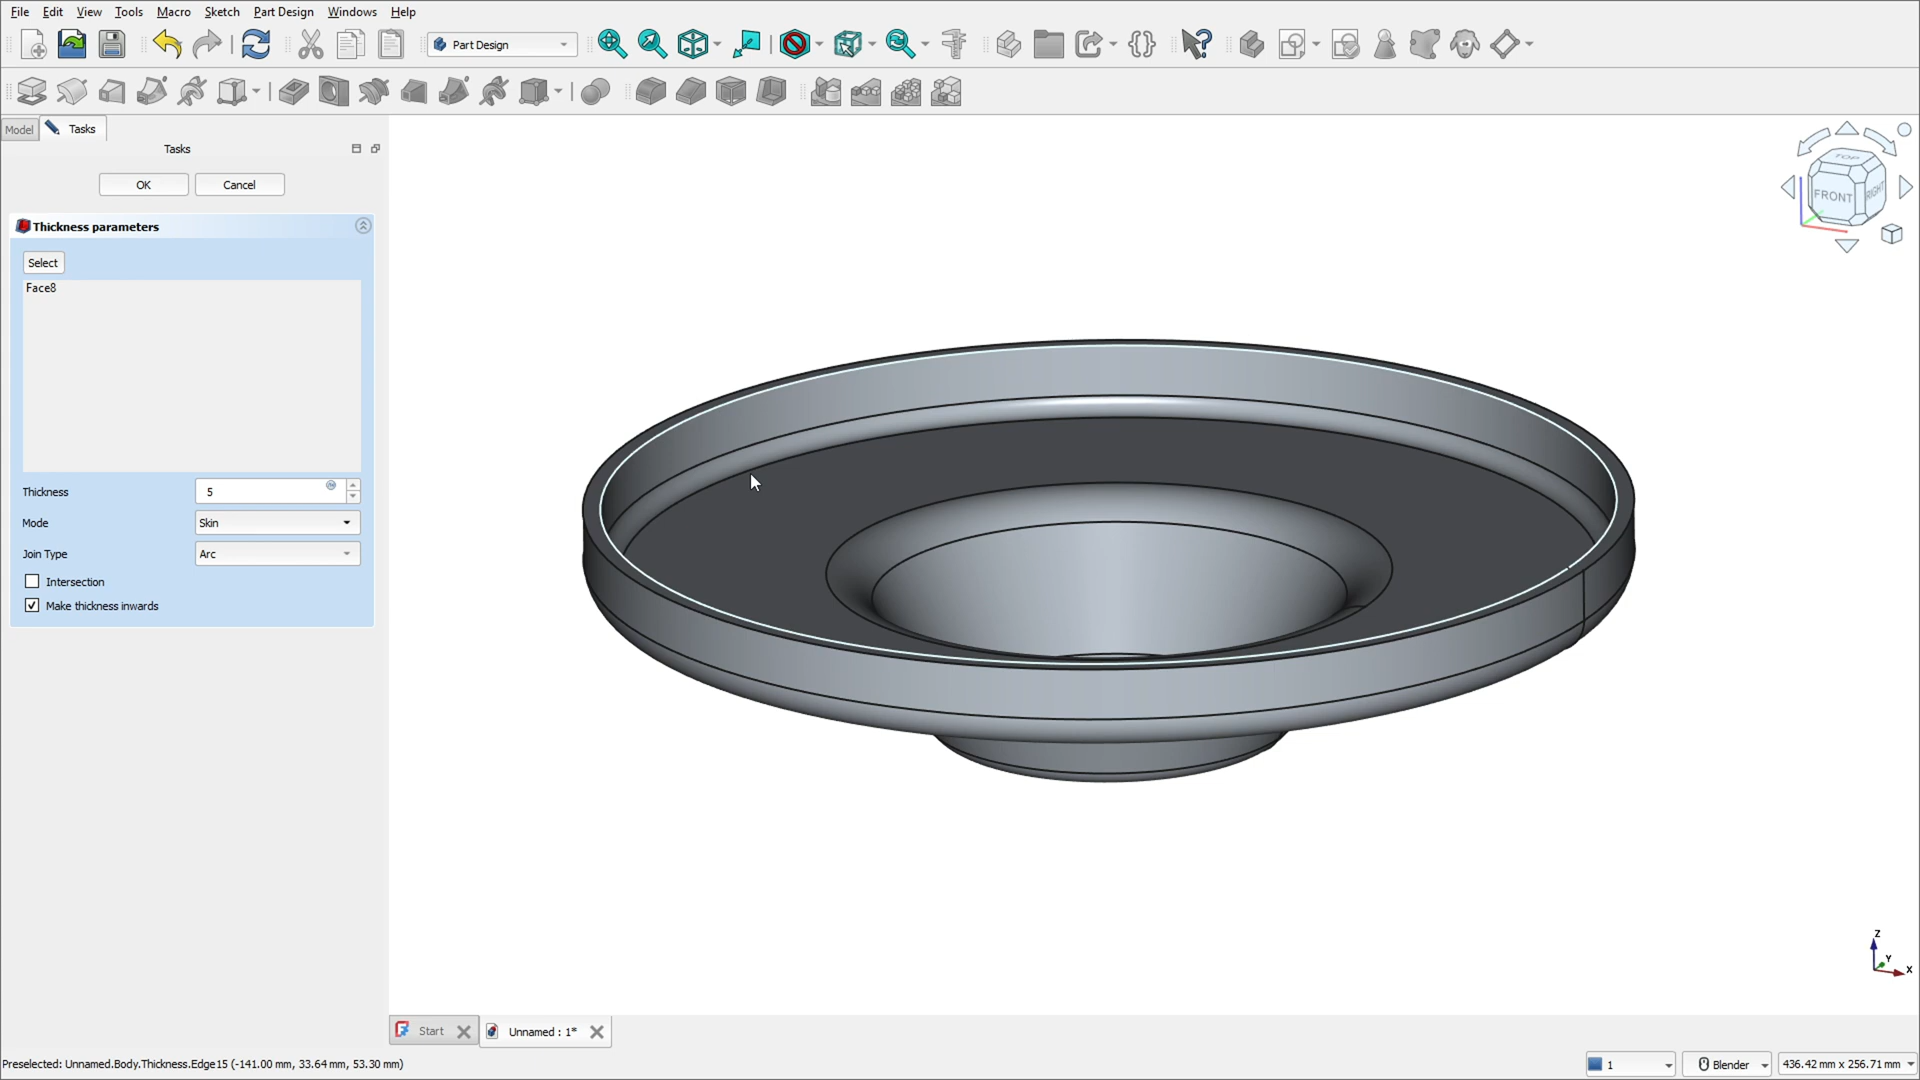 File Edit View Tools Macro Sketch Part Design Windows Help
Part Design
Model Tasks
Tasks
OK Cancel
Thickness parameters
Select
Face8
Thickness 5
Mode Skin
Join Type Arc
Intersection
Make thickness inwards
TOP
FRONT RIGHT
Z
Y
X
Start Unnamed : 1*
Preselected: Unnamed.Body.Thickness.Edge15 (-141.00 mm, 33.64 mm, 53.30 mm) 1 Blender 436.42 mm x 256.71 mm